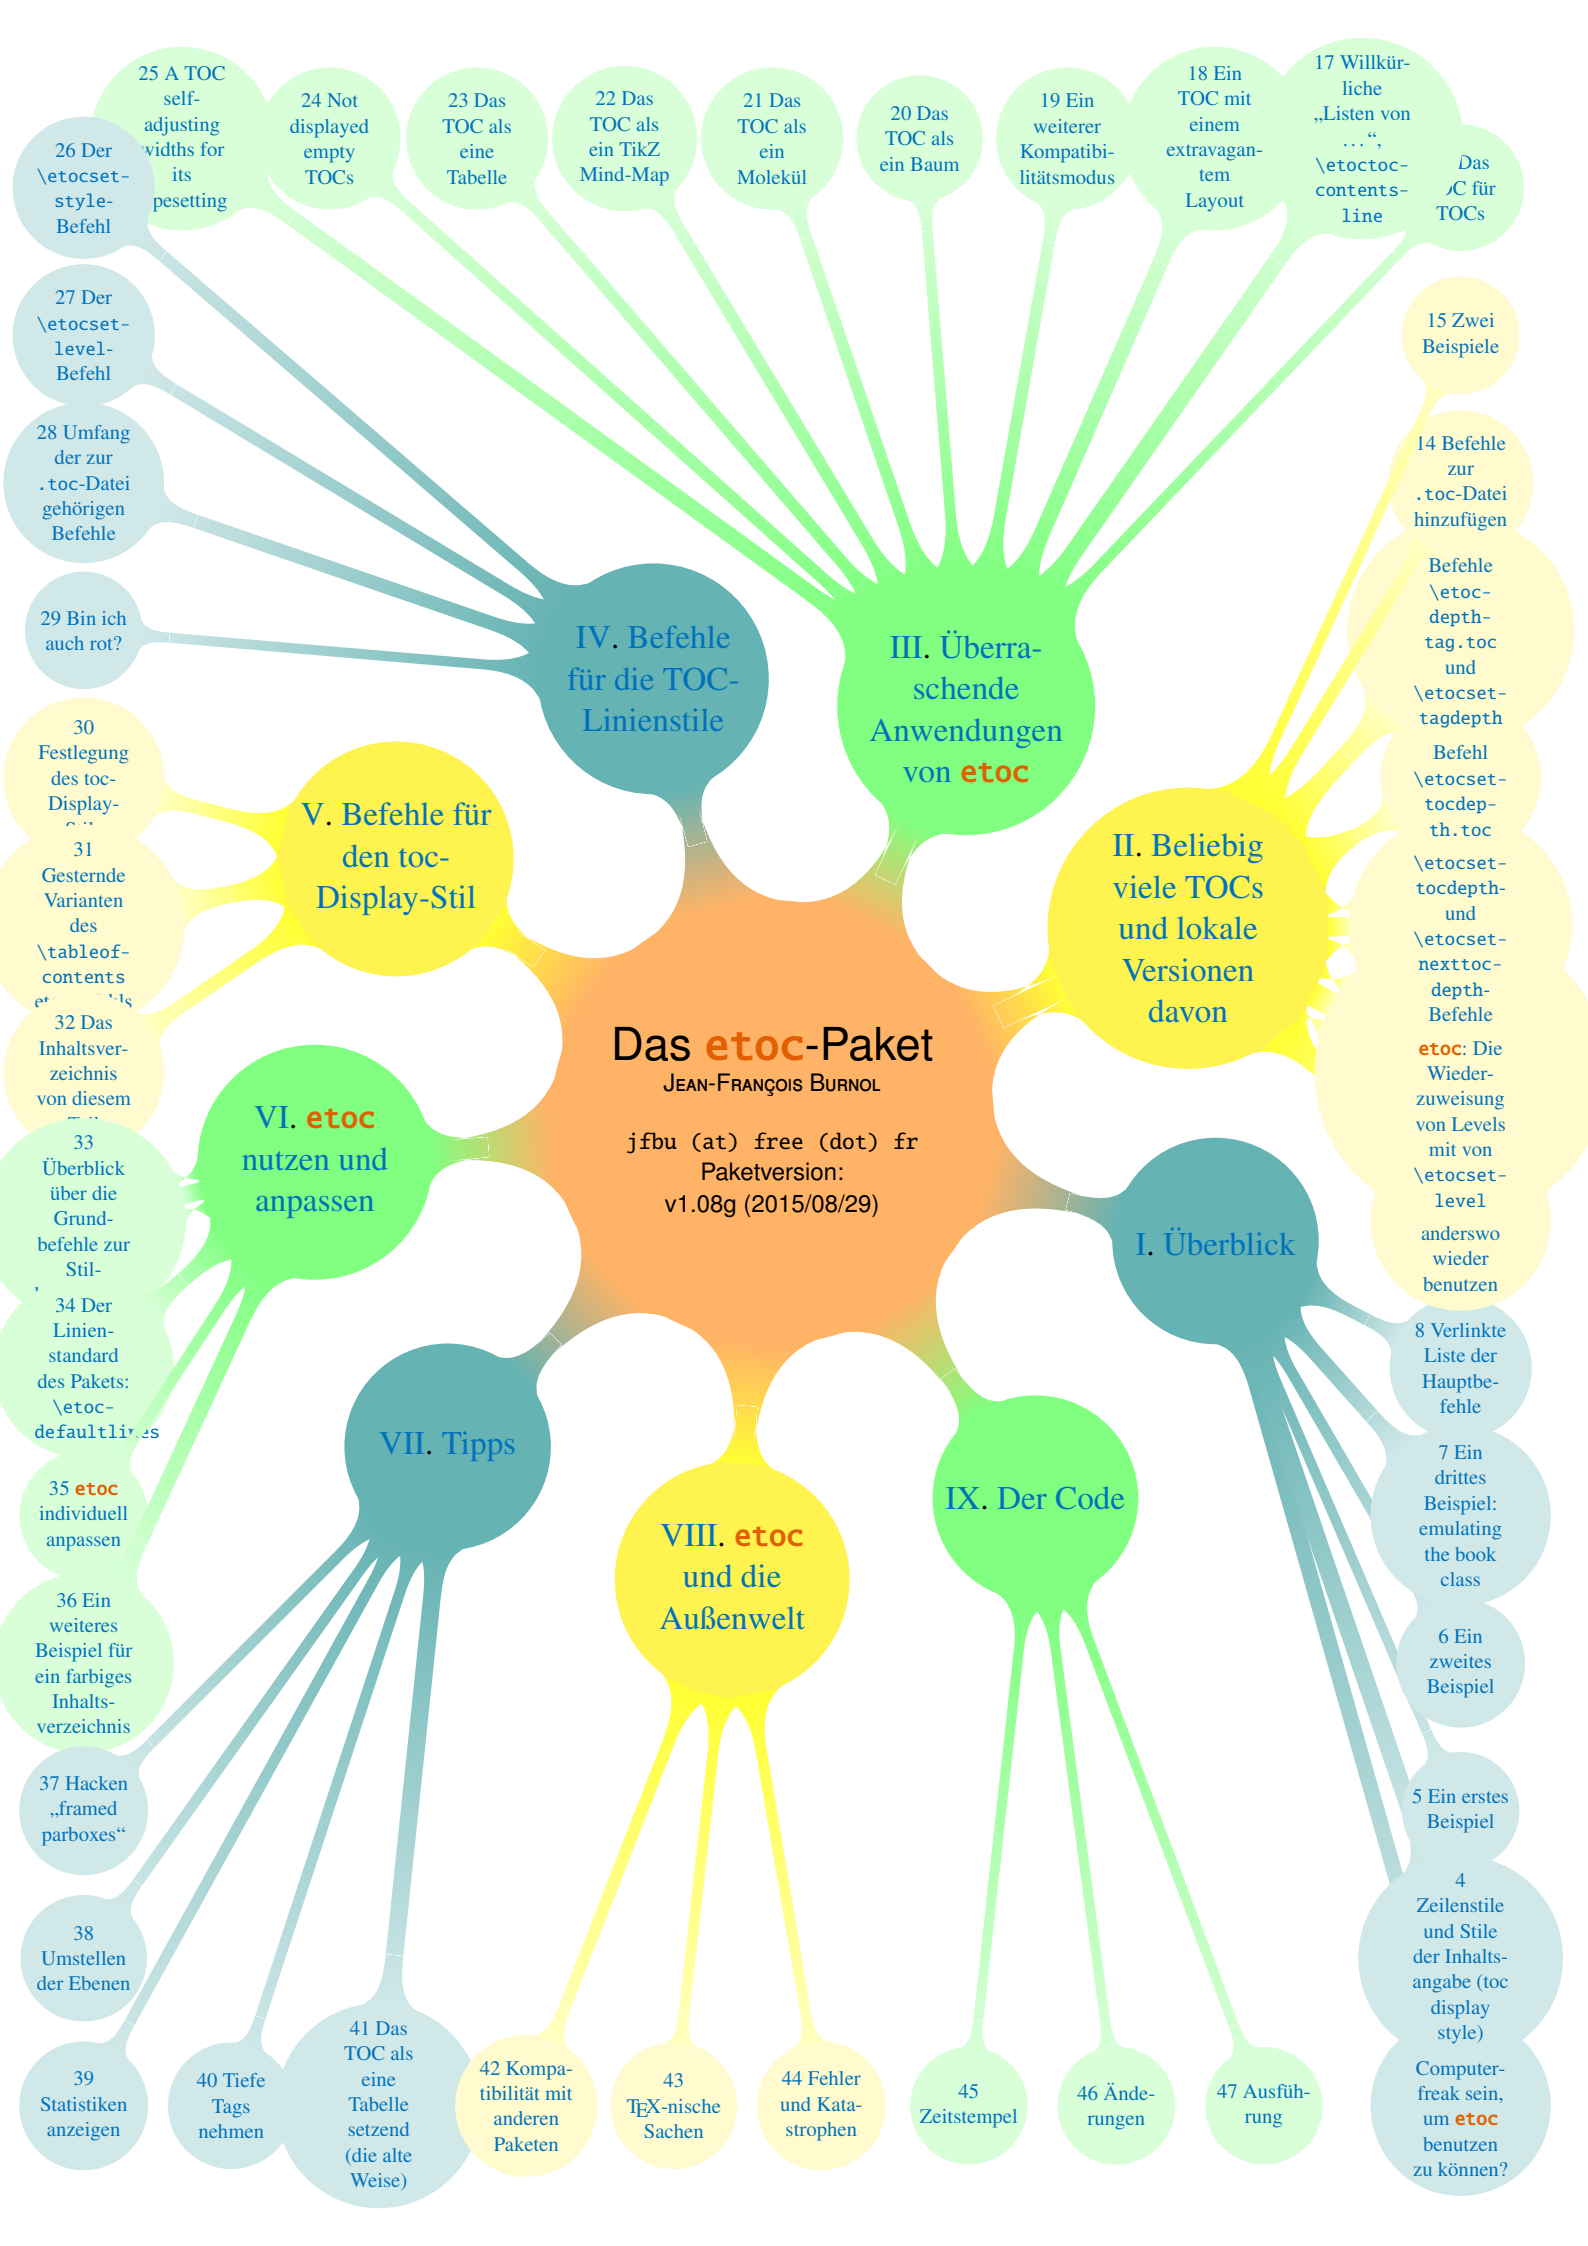 Das etoc-Paket
JEAN-FRANÇOIS BURNOL
jfbu (at) free (dot) fr
Paketversion:
v1.08g (2015/08/29)
I. Überblick
II. Beliebig
viele TOCs
und lokale
Versionen
davon
III. Überra-
schende
Anwendungen
von etoc
IV. Befehle
für die TOC-
Linienstile
V. Befehle für
den toc-
Display-Stil
VI. etoc
nutzen und
anpassen
VII. Tipps
VIII. etoc
und die
Außenwelt
IX. Der Code
Computer-
freak sein,
um etoc
benutzen
zu können?
4
Zeilenstile
und Stile
der Inhalts-
angabe (toc
display
style)
5 Ein erstes
Beispiel
6 Ein
zweites
Beispiel
7 Ein
drittes
Beispiel:
emulating
the book
class
8 Verlinkte
Liste der
Hauptbe-
fehle
anderswo
wieder
benutzen
etoc: Die
Wieder-
zuweisung
von Levels
mit von
\etocset-
level
\etocset-
tocdepth-
und
\etocset-
nexttoc-
depth-
Befehle
Befehl
\etocset-
tocdep-
th.toc
Befehle
\etoc-
depth-
tag.toc
und
\etocset-
tagdepth
14 Befehle
zur
.toc-Datei
hinzufügen
15 Zwei
Beispiele
Das
für
TOCs
17 Willkür-
liche
„Listen von
... “,
\etoctoc-
contents-
line
18 Ein
TOC mit
einem
extravagan-
tem
Layout
19 Ein
weiterer
Kompatibi-
litätsmodus
20 Das
TOC als
ein Baum
21 Das
TOC als
ein
Molekül
22 Das
TOC als
ein TikZ
Mind-Map
23 Das
TOC als
eine
Tabelle
24 Not
displayed
empty
TOCs
25 A TOC
self-
adjusting
widths for
its
pesetting
26 Der
\etocset-
style-
Befehl
27 Der
\etocset-
level-
Befehl
28 Umfang
der zur
.toc-Datei
gehörigen
Befehle
29 Bin ich
auch rot?
30
Festlegung
des toc-
Display-
31
Gesternde
Varianten
des
\tableof-
contents
32 Das
Inhaltsver-
zeichnis
von diesem
33
Überblick
über die
Grund-
befehle zur
Stil-
34 Der
Linien-
standard
des Pakets:
\etoc-
defaultlines
35 etoc
individuell
anpassen
36 Ein
weiteres
Beispiel für
ein farbiges
Inhalts-
verzeichnis
37 Hacken
„framed
parboxes“
38
Umstellen
der Ebenen
39
Statistiken
anzeigen
40 Tiefe
Tags
nehmen
41 Das
TOC als
eine
Tabelle
setzend
(die alte
Weise)
42 Kompa-
tibilität mit
anderen
Paketen
43
TEX-nische
Sachen
44 Fehler
und Kata-
strophen
45
Zeitstempel
46 Ände-
rungen
47 Ausfüh-
rung